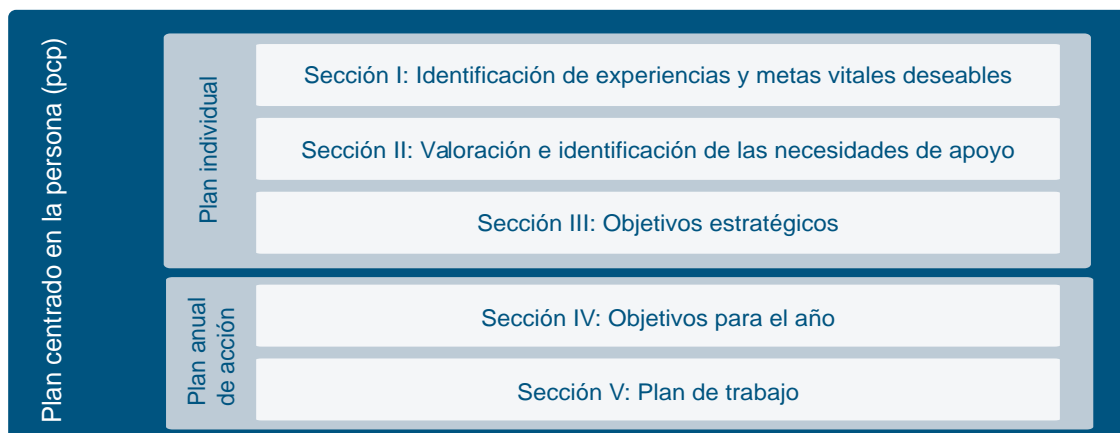 Plan centrado en la persona (pcp)
Plan individual
Sección I: Identificación de experiencias y metas vitales deseables
Sección II: Valoración e identificación de las necesidades de apoyo
Sección III: Objetivos estratégicos
Plan anual
de acción
Sección IV: Objetivos para el año
Sección V: Plan de trabajo